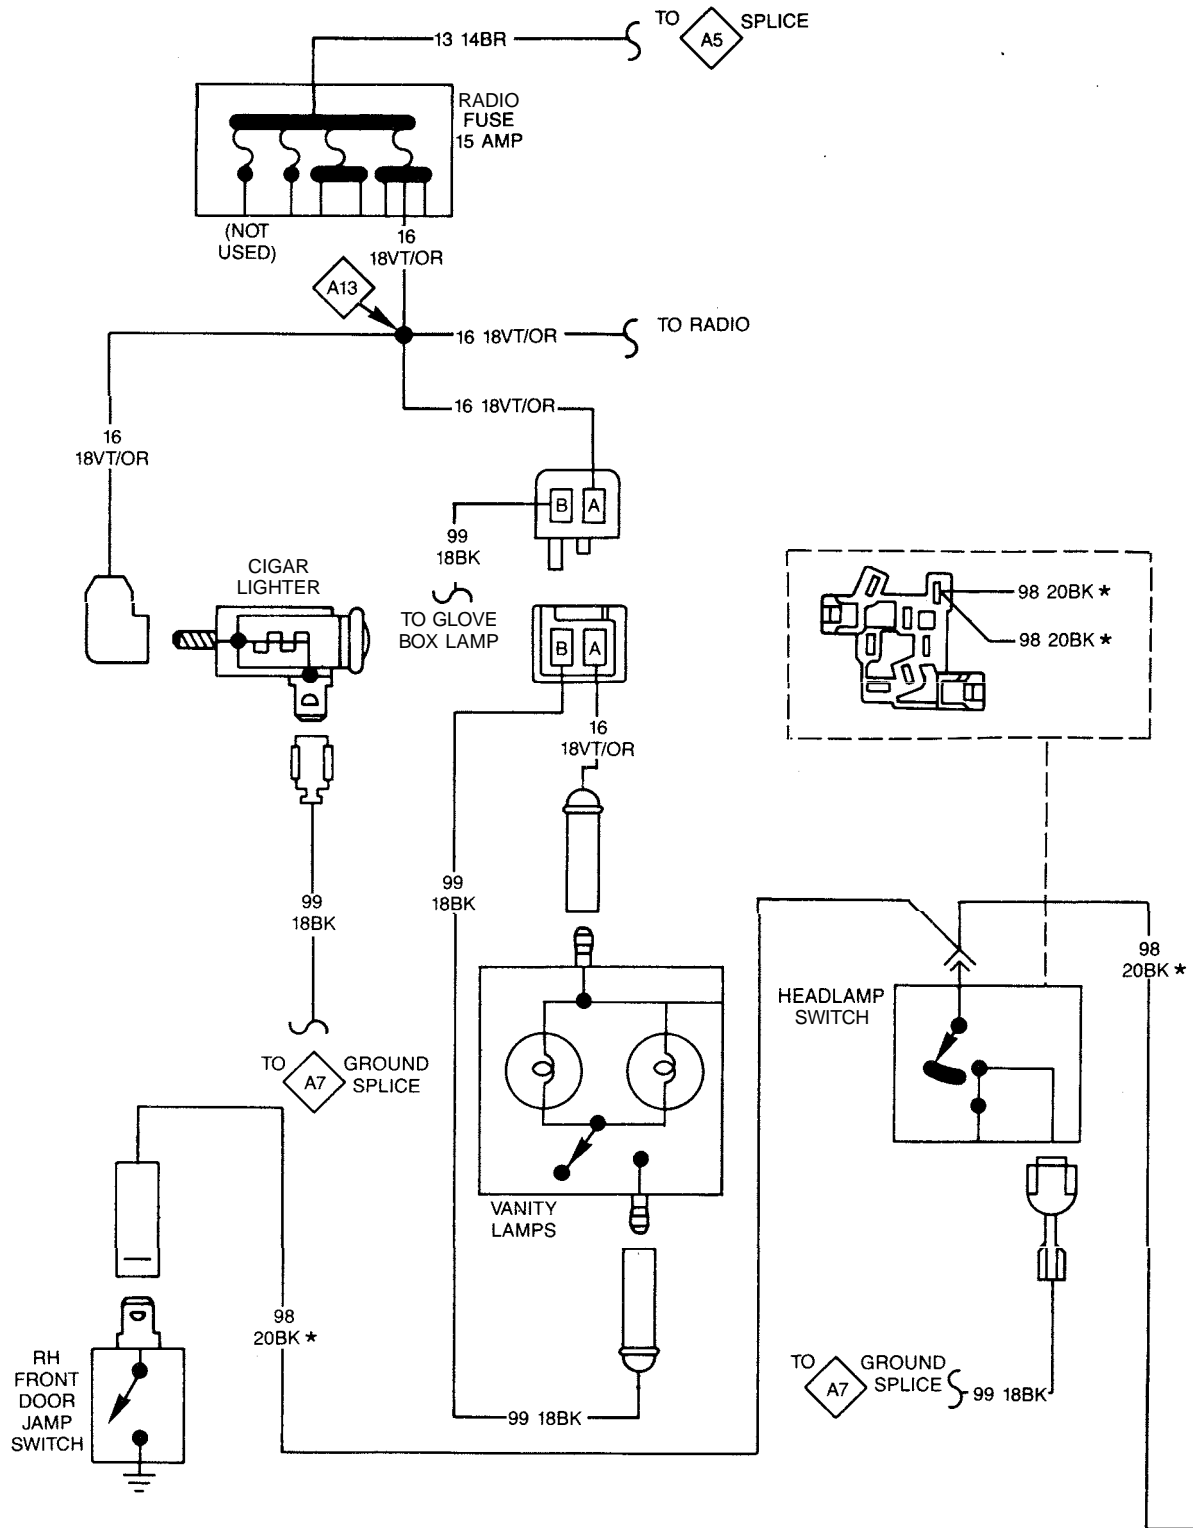 TO A5 SPLICE
13 14BR
RADIO
FUSE
15 AMP
(NOT
USED)
16
18VT/OR
A13
16 18VT/OR
TO RADIO
16 18VT/OR
16
18VT/OR
B A
99
18BK
CIGAR
LIGHTER
TO GLOVE
BOX LAMP
98 20BK *
98 20BK *
B A
16
18VT/OR
99
18BK
99
18BK
98
20BK *
HEADLAMP
SWITCH
TO A7 GROUND
SPLICE
VANITY
LAMPS
98
20BK *
RH
FRONT
DOOR
JAMP
SWITCH
TO A7 GROUND
SPLICE
99 18BK
99 18BK